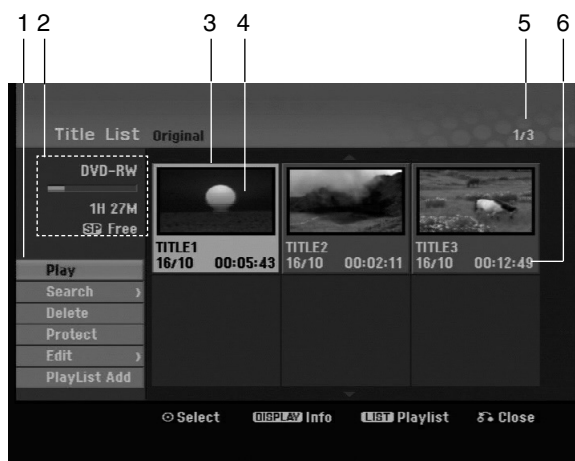 1 2 3 4 5 6
Title List Original 1/3
DVD-RW
1H 27M
SP Free
TITLE1 TITLE2 TITLE3
16/10 00:05:43 16/10 00:02:11 16/10 00:12:49
Play
Search
Delete
Protect
Edit
PlayList Add
Select DISPLAY Info LIST Playlist Close